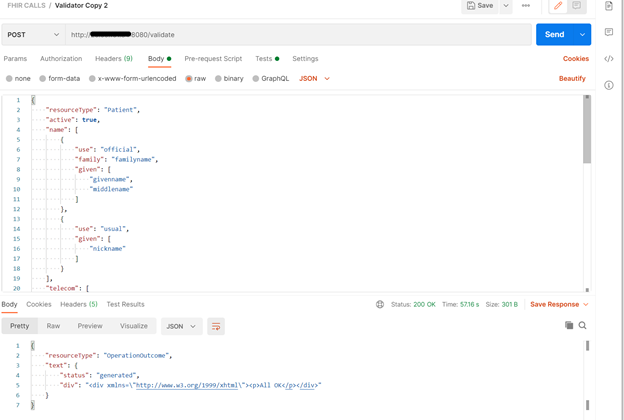 FHIR CALLS / Validator Copy 2
Save
POST
http://
8080/validate
Send
Params Authorization Headers (9) Body Pre-request Script Tests Settings Cookies
none form-data x-www-form-urlencoded raw binary GraphQL JSON Beautify
1 {
2 "resourceType": "Patient",
3 "active": true,
4 "name": [
5 {
6 "use": "official",
7 "family": "familyname",
8 "given": [
9 "givenname",
10 "middlename"
11 ]
12 },
13 {
14 "use": "usual",
15 "given": [
16 "nickname"
17 ]
18 }
19 ],
20 "telecom": [
Body Cookies Headers (5) Test Results Status: 200 OK Time: 57.16 s Size: 301 B Save Response
Pretty Raw Preview Visualize JSON
1 {
2 "resourceType": "OperationOutcome",
3 "text": {
4 "status": "generated",
5 "div": "<div xmlns=\"http://www.w3.org/1999/xhtml\"><p>All OK</p></div>"
6 }
7 }